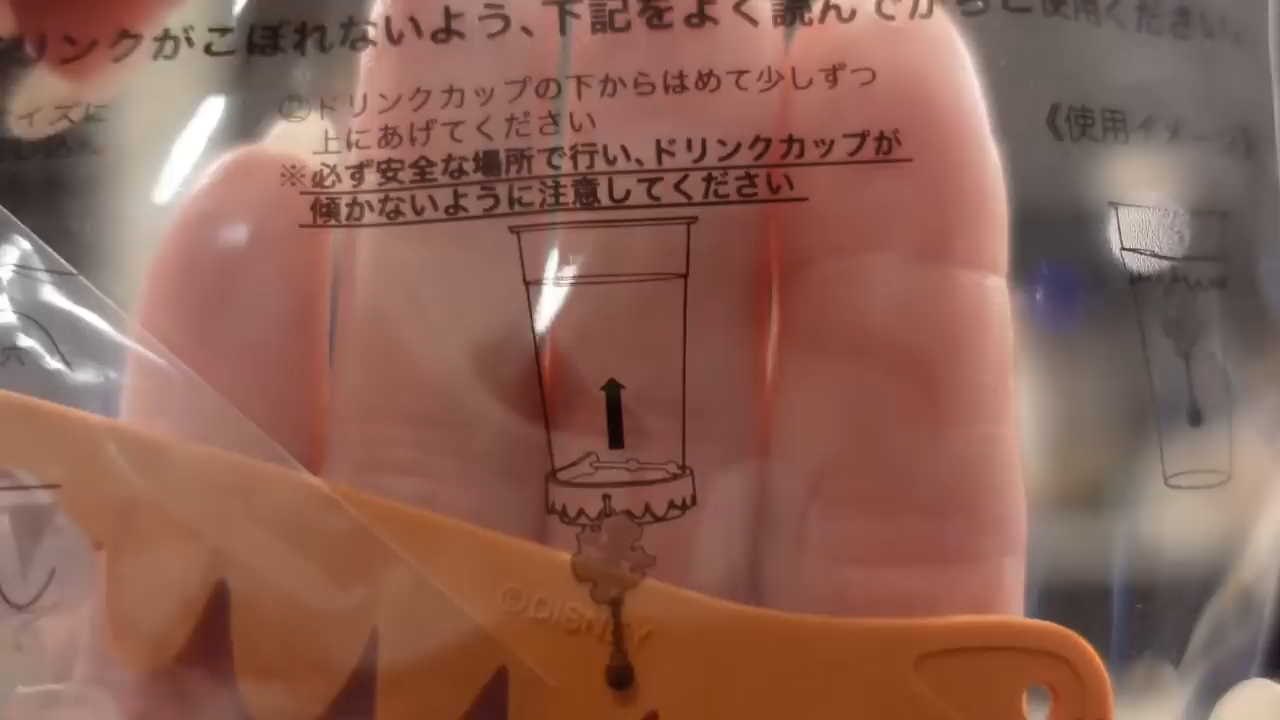 リンクがこぼれないよう、下記をよく読んでからご使用ください。
②ドリンクカップの下からはめて少しずつ
上にあげてください
※必ず安全な場所で行い、ドリンクカップが
傾かないように注意してください
《使用イメージ》
イズに
穴
©DISNEY